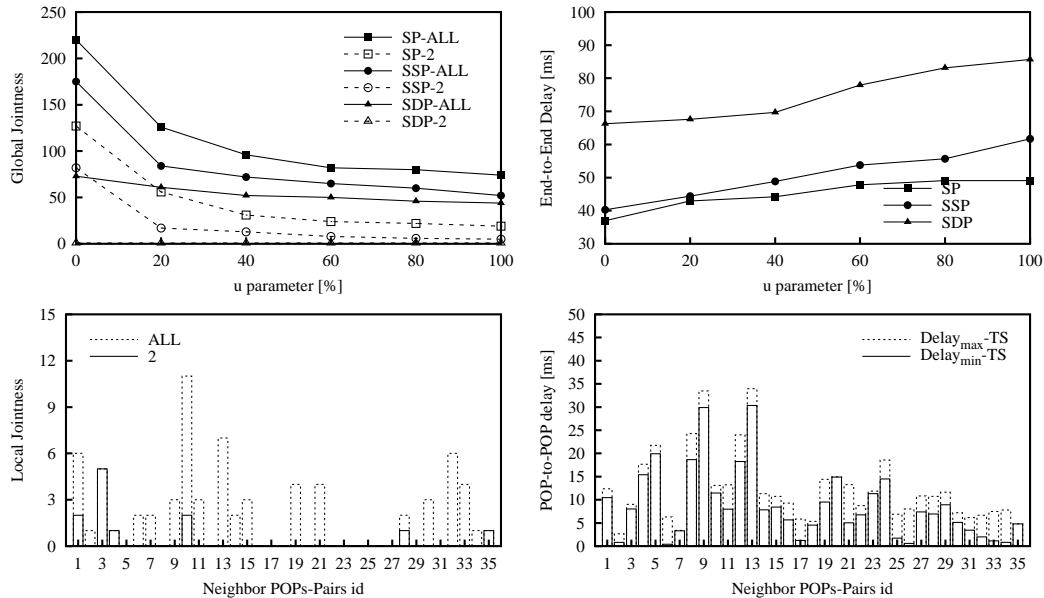 Global Jointness
250
200
150
100
50
0
0 20 40 60 80 100
u parameter [%]
SP-ALL
SP-2
SSP-ALL
SSP-2
SDP-ALL
SDP-2
End-to-End Delay [ms]
100
90
80
70
60
50
40
30
0 20 40 60 80 100
u parameter [%]
SP
SSP
SDP
Local Jointness
15
12
9
6
3
0
1 3 5 7 9 11 13 15 17 19 21 23 25 27 29 31 33 35
Neighbor POPs-Pairs id
ALL
2
POP-to-POP delay [ms]
50
45
40
35
30
25
20
15
10
5
0
1 3 5 7 9 11 13 15 17 19 21 23 25 27 29 31 33 35
Neighbor POPs-Pairs id
Delaymax-TS
Delaymin-TS